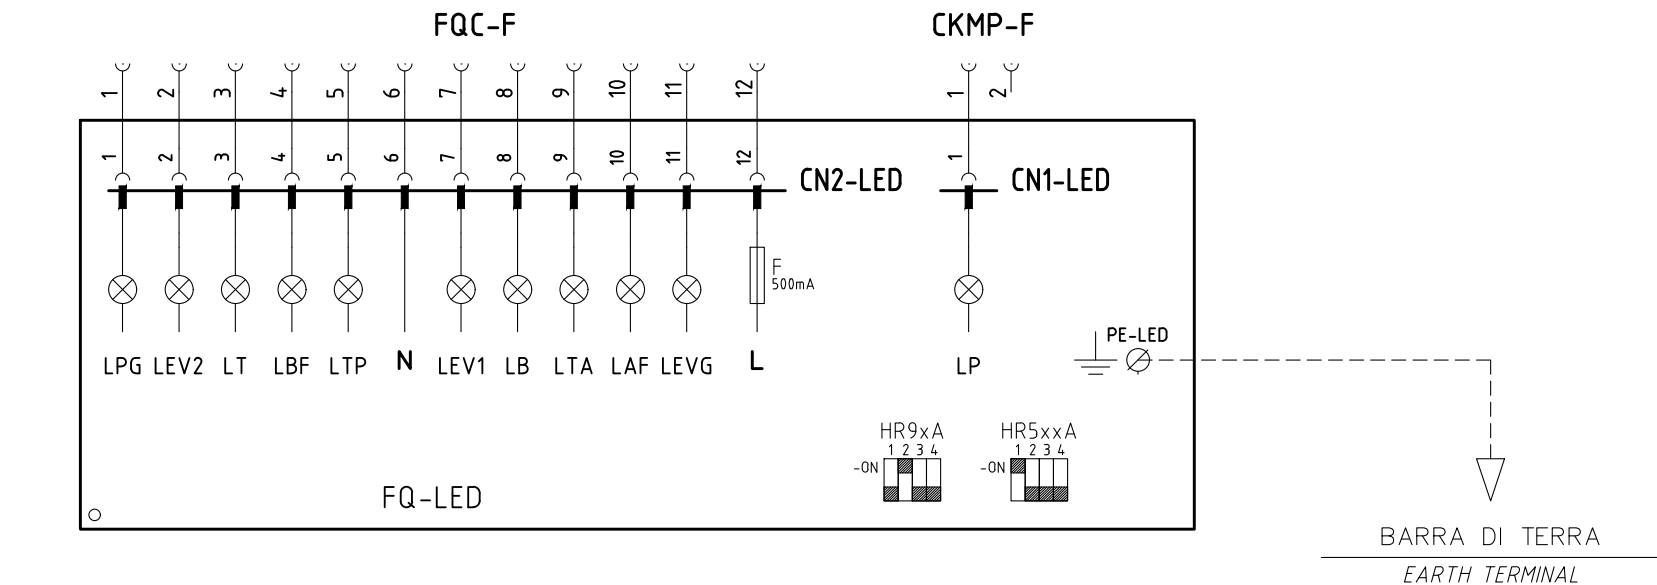 FQC-F CKMP-F
1 2 3 4 5 6 7 8 9 10 11 12 1 2
1 2 3 4 5 6 7 8 9 10 11 12 CN2-LED 1 CN1-LED
F
500mA
PE-LED
LPG LEV2 LT LBF LTP N LEV1 LB LTA LAF LEVG L LP
HR9xA HR5xxA
1 2 3 4 1 2 3 4
-ON -ON
FQ-LED
BARRA DI TERRA
EARTH TERMINAL